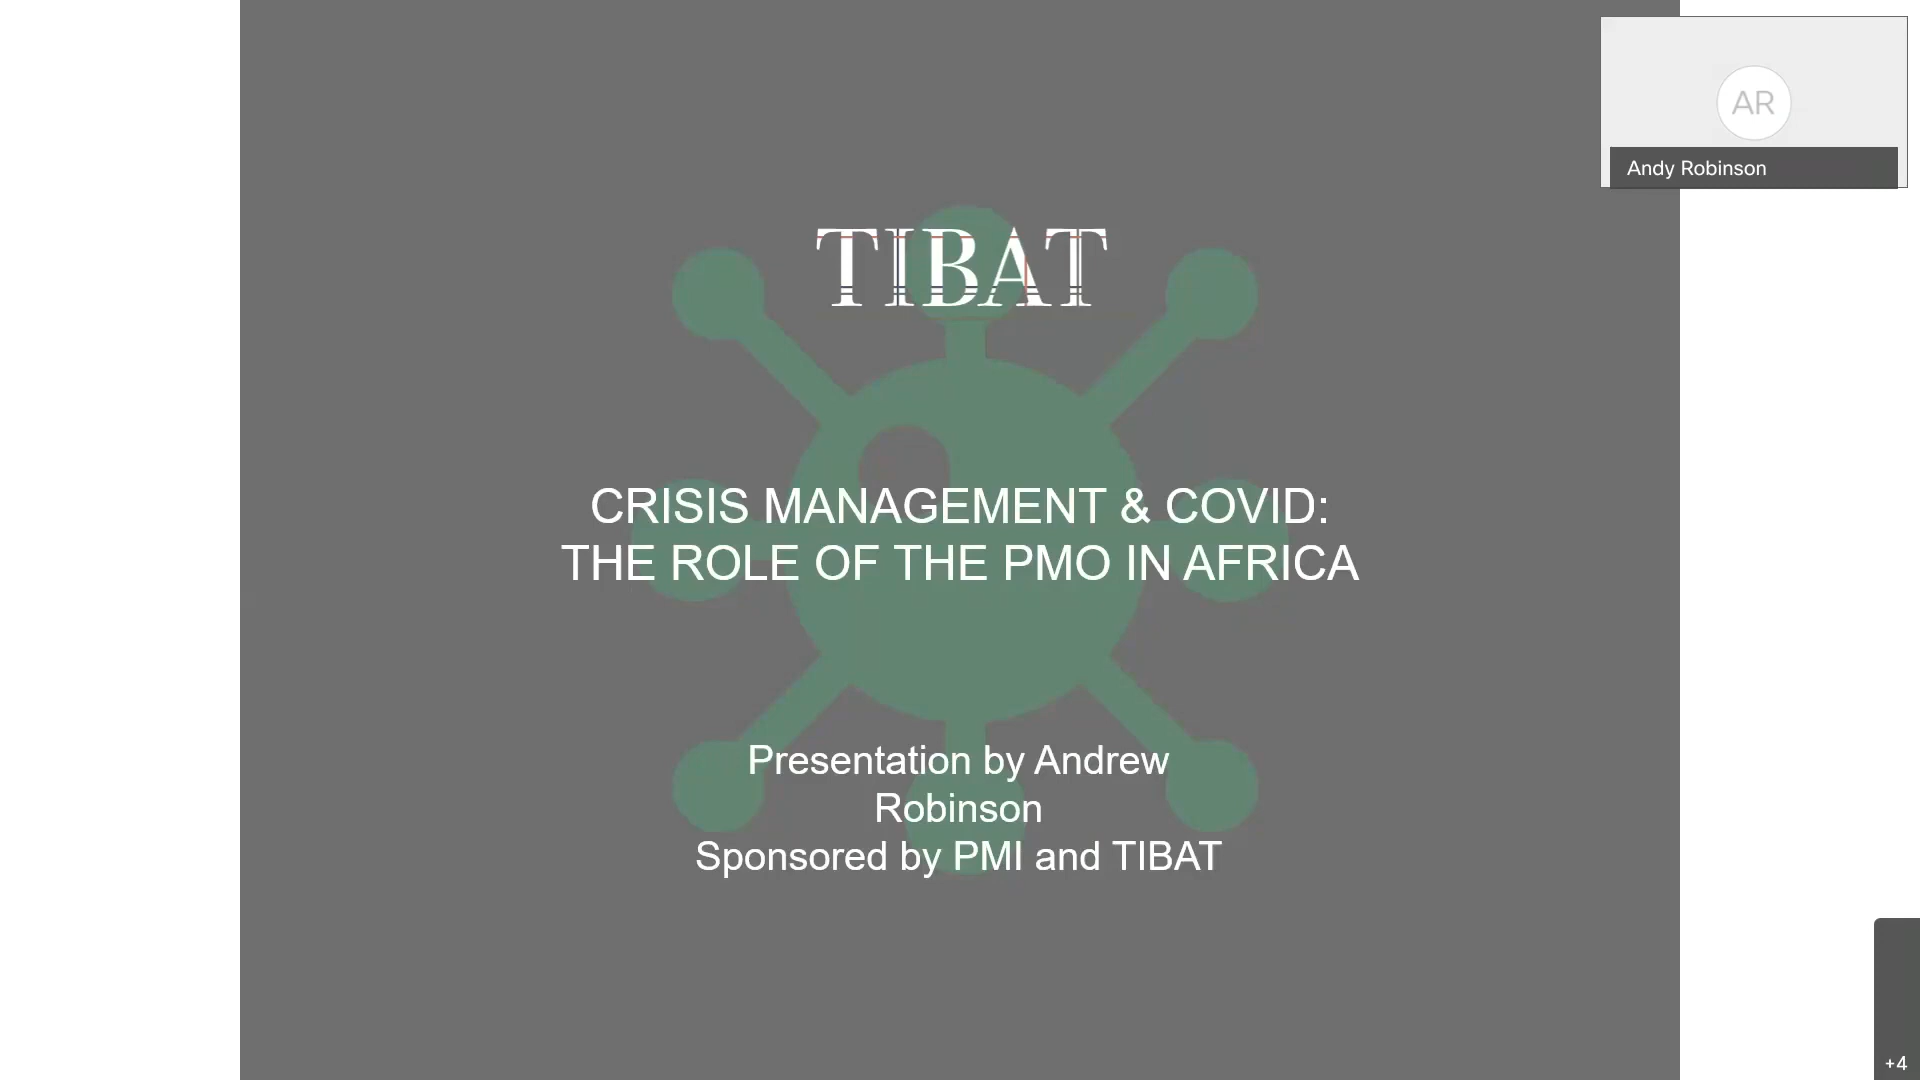 AR
Andy Robinson
TIBAT
CRISIS MANAGEMENT & COVID:
THE ROLE OF THE PMO IN AFRICA
Presentation by Andrew
Robinson
Sponsored by PMI and TIBAT
+4